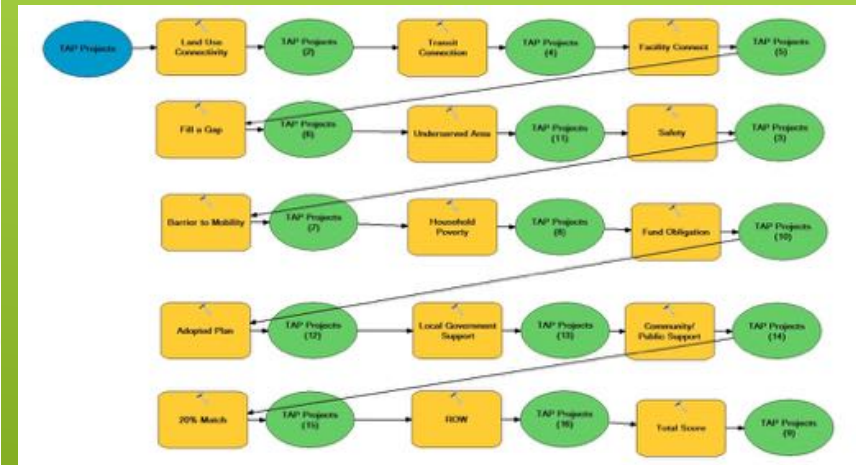 TAP Projects
Land Use
Connectivity
TAP Projects
(2)
Transit
Connection
TAP Projects
(4)
Facility Connect
TAP Projects
(5)
Fill a Gap
TAP Projects
(6)
Underserved Area
TAP Projects
(11)
Safety
TAP Projects
(3)
Barrier to Mobility
TAP Projects
(7)
Household
Poverty
TAP Projects
(8)
Fund Obligation
TAP Projects
(10)
Adopted Plan
TAP Projects
(12)
Local Government
Support
TAP Projects
(13)
Community/
Public Support
TAP Projects
(14)
20% Match
TAP Projects
(15)
ROW
TAP Projects
(16)
Total Score
TAP Projects
(9)